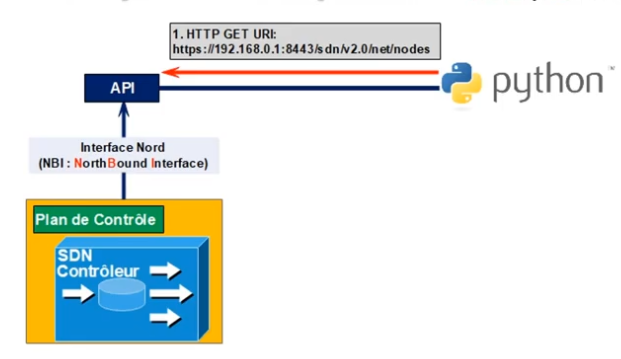 1. HTTP GET URI:
https://192.168.0.1:8443/sdn/v2.0/net/nodes
API
python™
Interface Nord
(NBI : NorthBound Interface)
Plan de Contrôle
SDN
Contrôleur